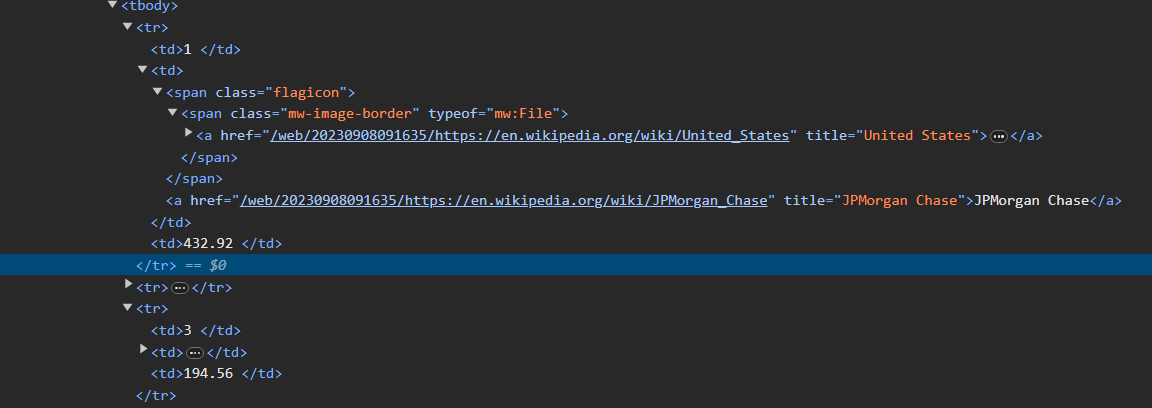 <tbody>
<tr>
<td>1 </td>
<td>
<span class="flagicon">
<span class="mw-image-border" typeof="mw:File">
<a href="/web/20230908091635/https://en.wikipedia.org/wiki/United_States" title="United States">…</a>
</span>
</span>
<a href="/web/20230908091635/https://en.wikipedia.org/wiki/JPMorgan_Chase" title="JPMorgan Chase">JPMorgan Chase</a>
</td>
<td>432.92 </td>
</tr> == $0
<tr>…</tr>
<tr>
<td>3 </td>
<td>…</td>
<td>194.56 </td>
</tr>